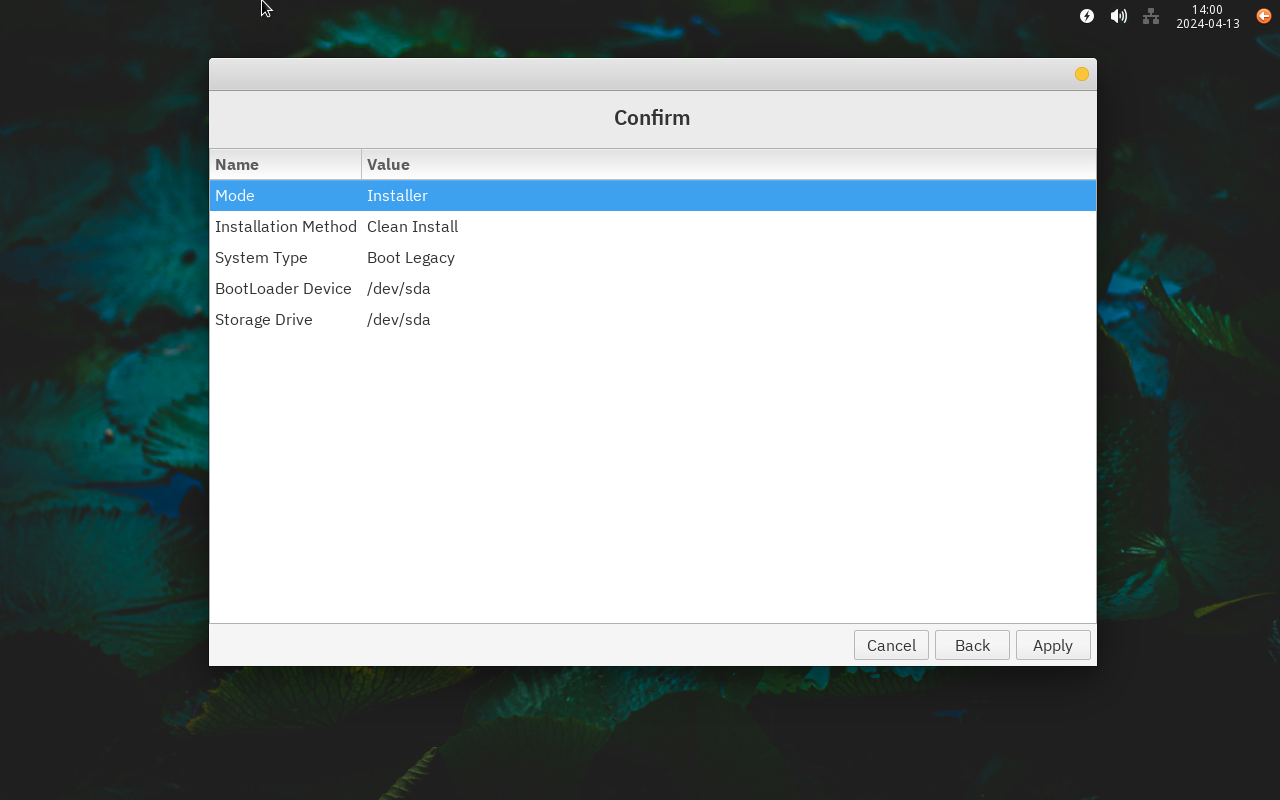 14:00
2024-04-13
Confirm
Name Value
Mode Installer
Installation Method Clean Install
System Type Boot Legacy
BootLoader Device /dev/sda
Storage Drive /dev/sda
Cancel Back Apply